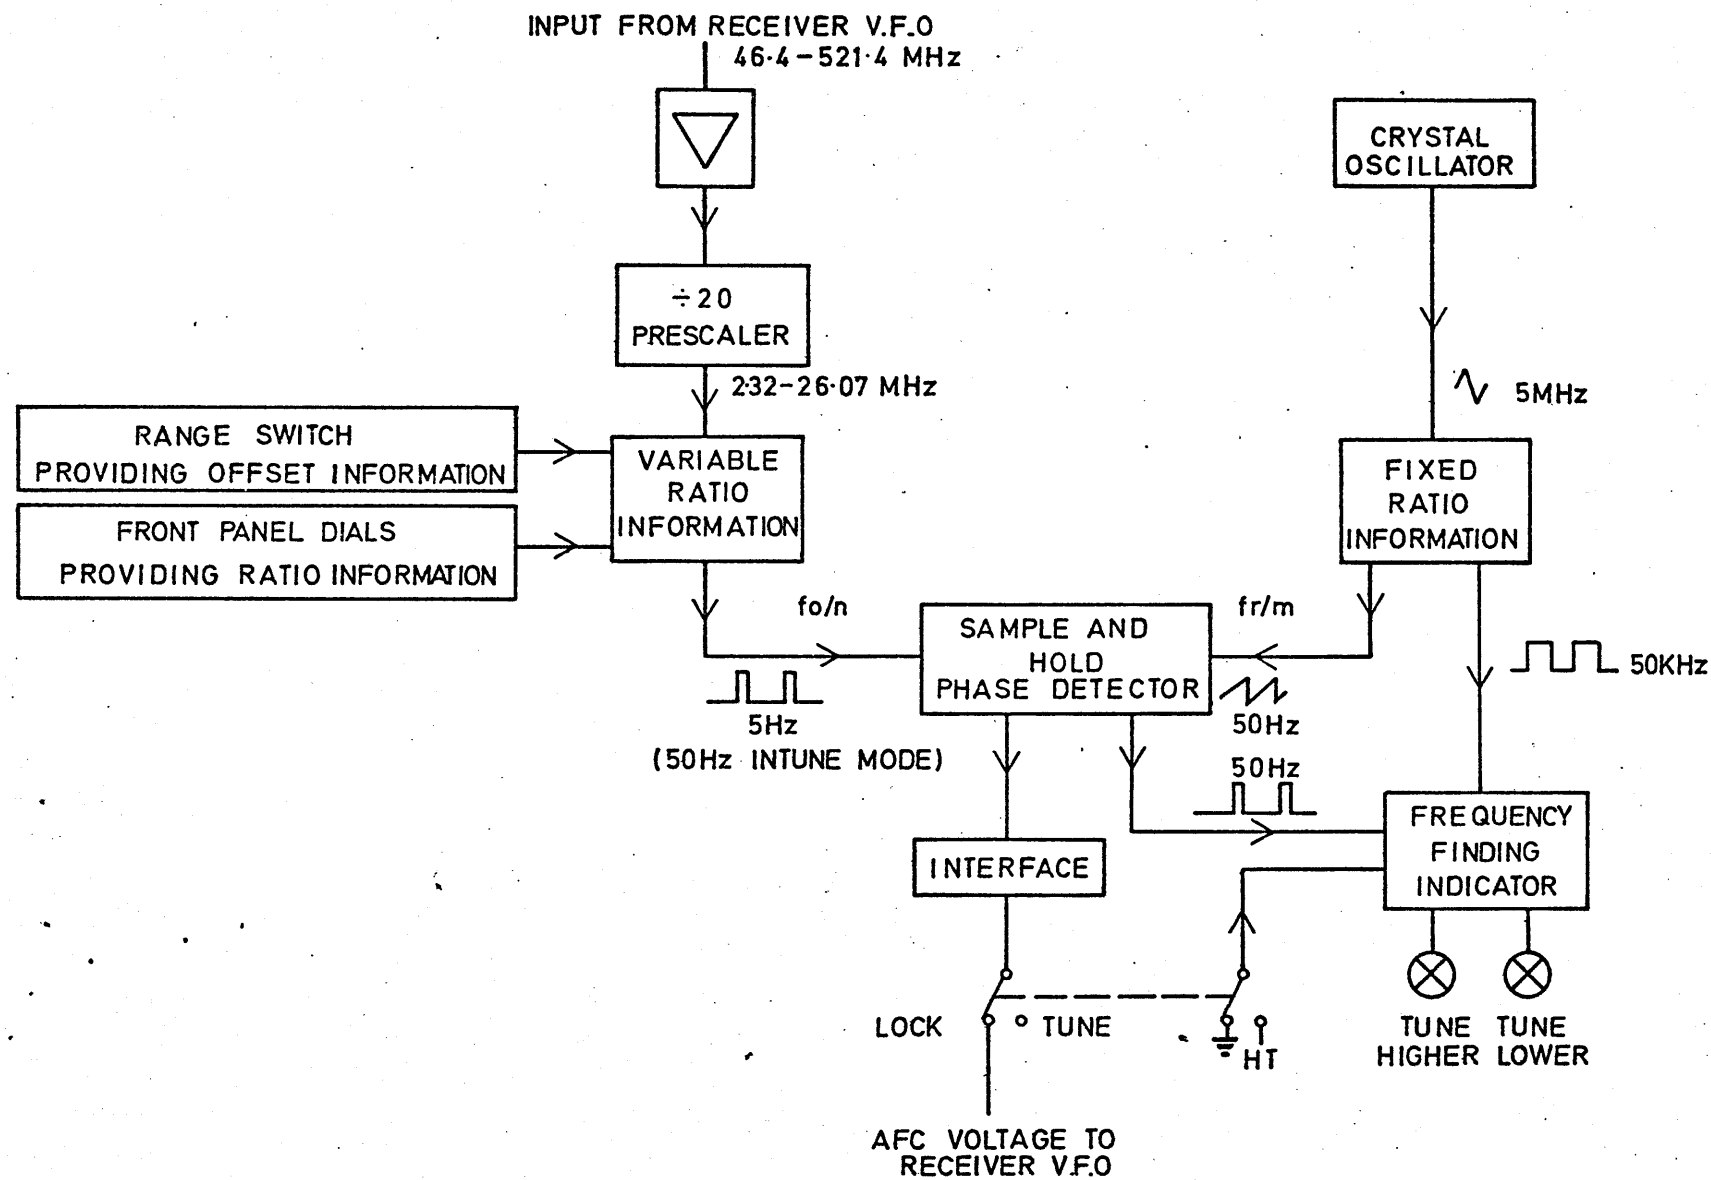 INPUT FROM RECEIVER V.F.O
46·4-521·4 MHz
CRYSTAL
OSCILLATOR
÷20
PRESCALER
2·32-26·07 MHz
5MHz
RANGE SWITCH
PROVIDING OFFSET INFORMATION
FRONT PANEL DIALS
PROVIDING RATIO INFORMATION
VARIABLE
RATIO
INFORMATION
FIXED
RATIO
INFORMATION
fo/n
SAMPLE AND
HOLD
PHASE DETECTOR
fr/m
50KHz
5Hz
(50Hz INTUNE MODE)
50Hz
50Hz
INTERFACE
FREQUENCY
FINDING
INDICATOR
LOCK
TUNE
HT
TUNE
HIGHER
TUNE
LOWER
AFC VOLTAGE TO
RECEIVER V.F.O